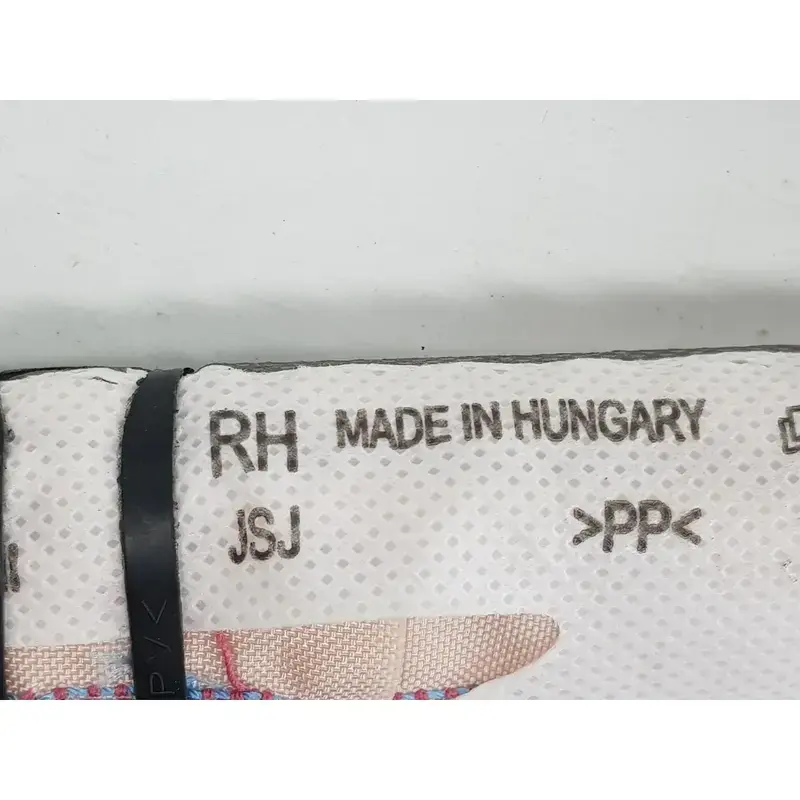 RH MADE IN HUNGARY
JSJ >PP<